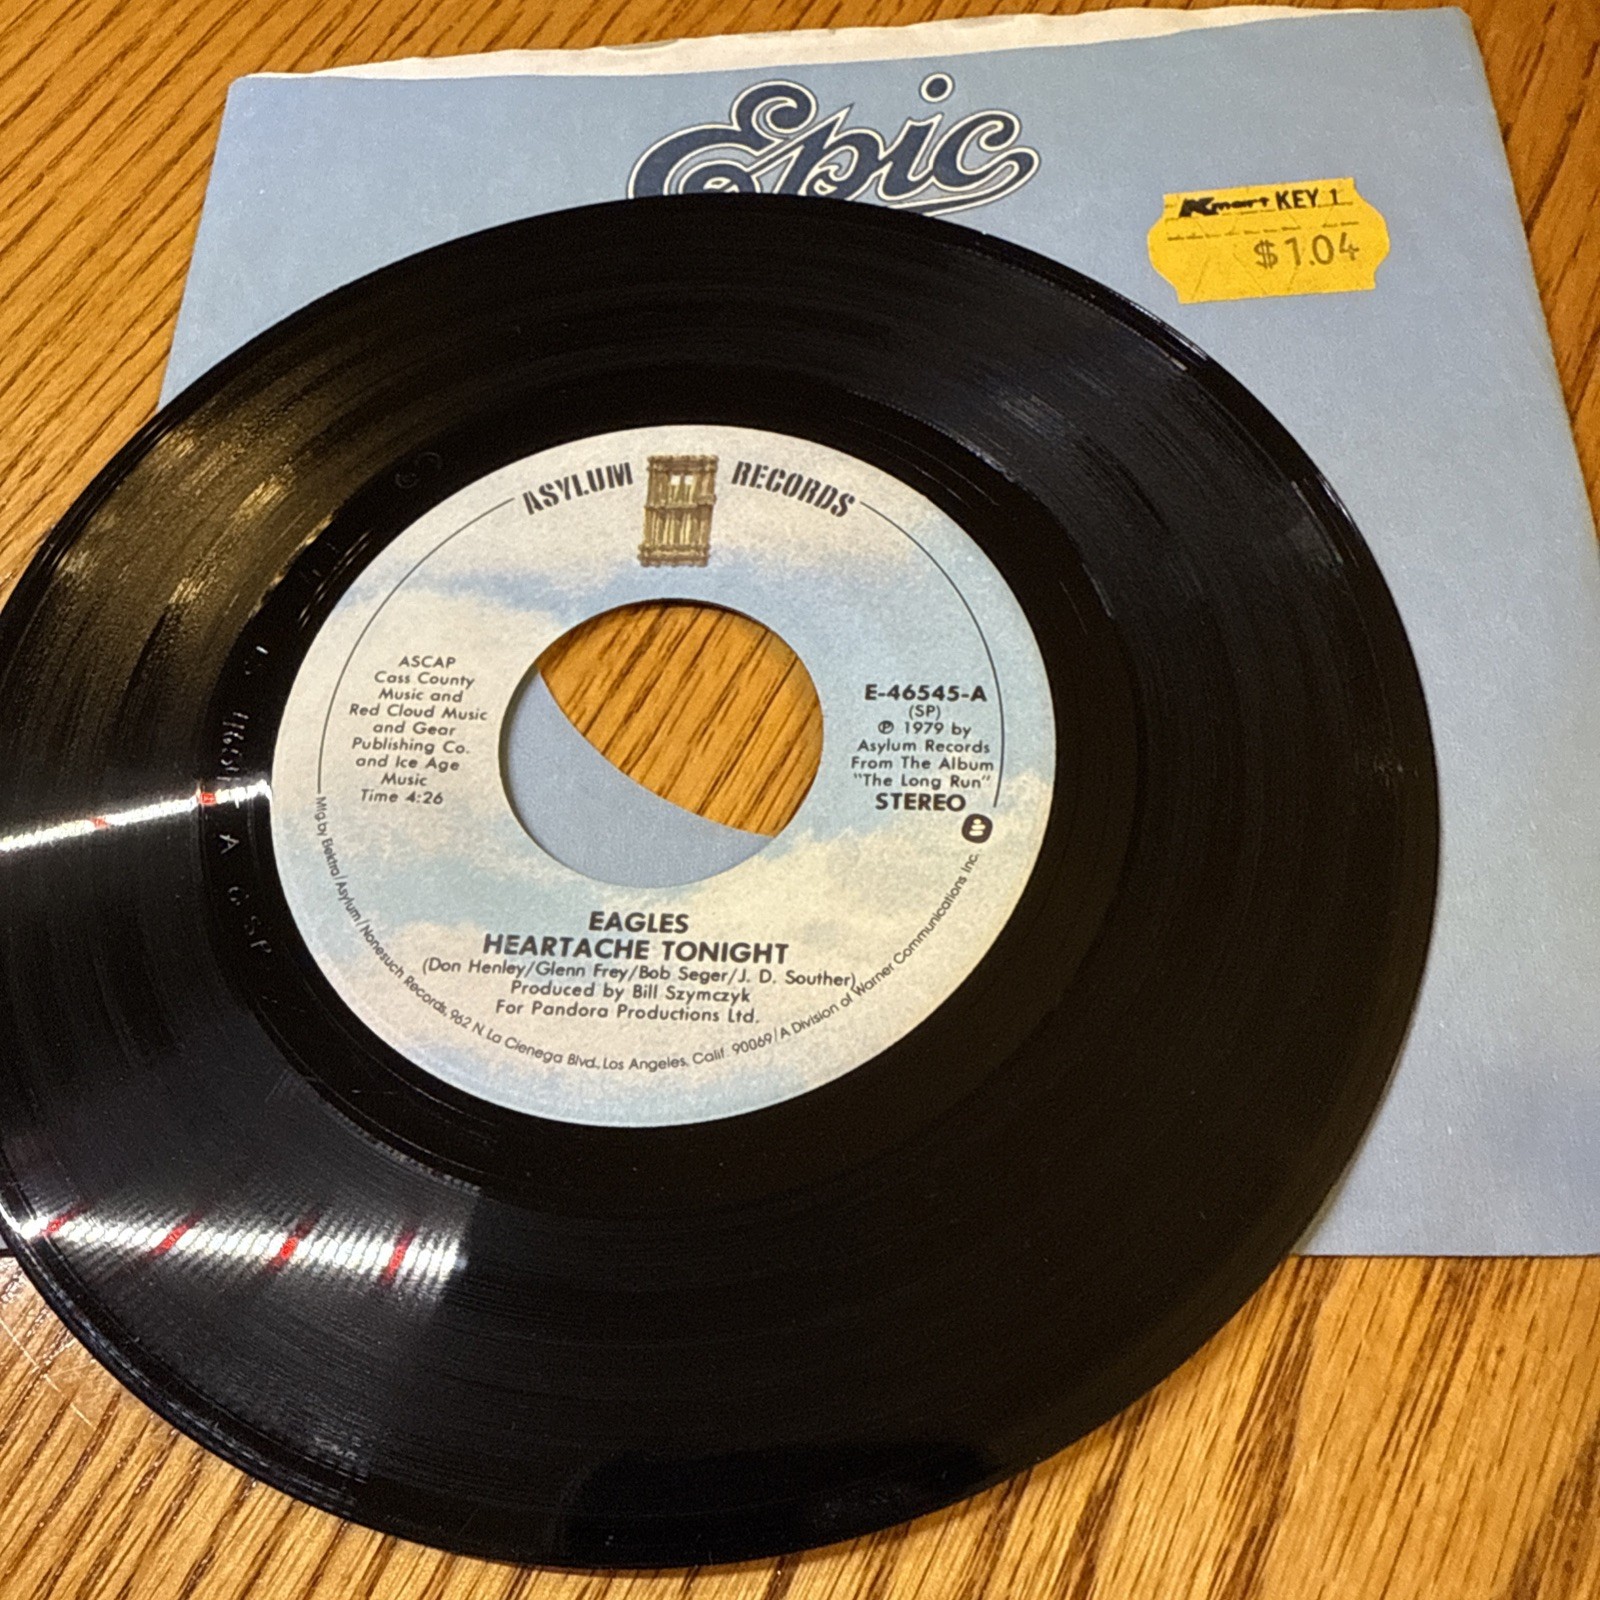 Epic
Kmart KEY 1
$1.04
ASYLUM RECORDS
ASCAP
Cass County
Music and
Red Cloud Music
and Gear
Publishing Co.
and Ice Age
Music
Time 4:26
E-46545-A
(SP)
℗ 1979 by
Asylum Records
From The Album
"The Long Run"
STEREO
EAGLES
HEARTACHE TONIGHT
(Don Henley/Glenn Frey/Bob Seger/J. D. Souther)
Produced by Bill Szymczyk
For Pandora Productions Ltd.
Mfg by Elektra/Asylum/Nonesuch Records, 962 N. La Cienega Blvd., Los Angeles, Calif. 90069/A Division of Warner Communications Inc.